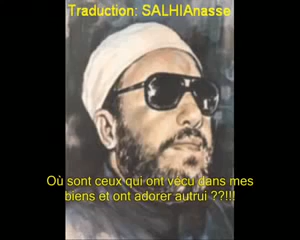 Traduction: SALHIAnasse
Où sont ceux qui ont vécu dans mes
biens et ont adorer autrui ??!!!